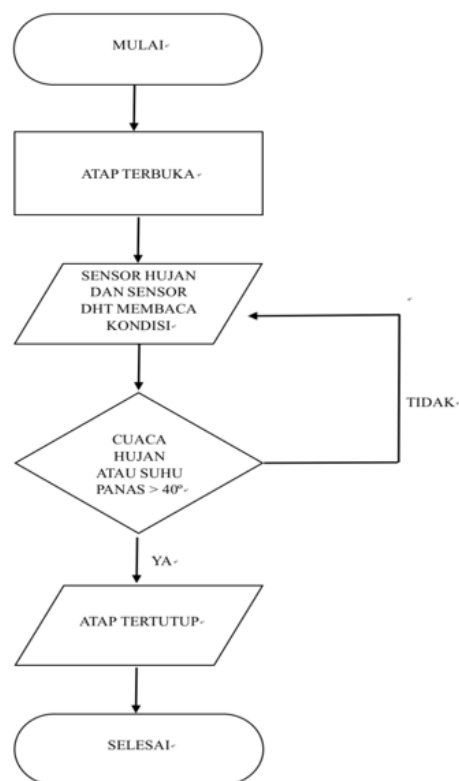 MULAI
ATAP TERBUKA
SENSOR HUJAN
DAN SENSOR
DHT MEMBACA
KONDISI
TIDAK
CUACA
HUJAN
ATAU SUHU
PANAS > 40°
YA
ATAP TERTUTUP
SELESAI